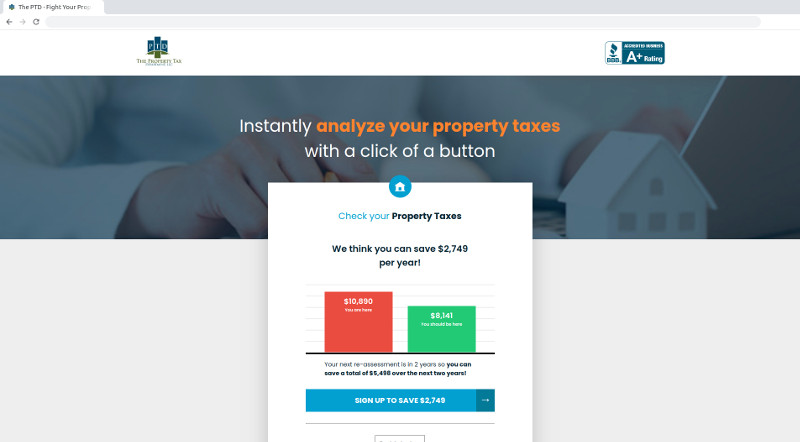 The PTD - Fight Your Prop
PTD
THE PROPERTY TAX
ACCREDITED BUSINESS
BBB
A+ Rating
Instantly analyze your property taxes
with a click of a button
Check your Property Taxes
We think you can save $2,749
per year!
$10,890
You are here
$8,141
You should be here
Your next re-assessment is in 2 years so you can
save a total of $5,498 over the next two years!
SIGN UP TO SAVE $2,749 →